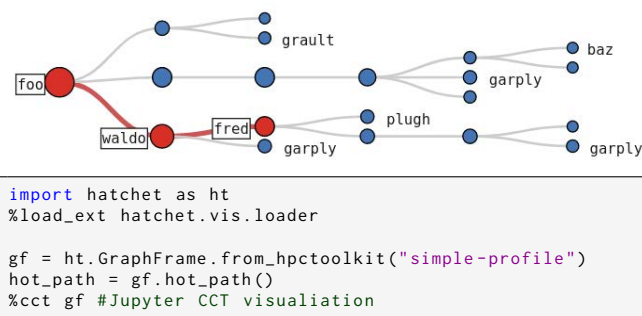 grault
baz
foo
garply
plugh
fred
waldo
garply
garply
import hatchet as ht
%load_ext hatchet.vis.loader
gf = ht.GraphFrame.from_hpctoolkit("simple-profile")
hot_path = gf.hot_path()
%cct gf #Jupyter CCT visualiation